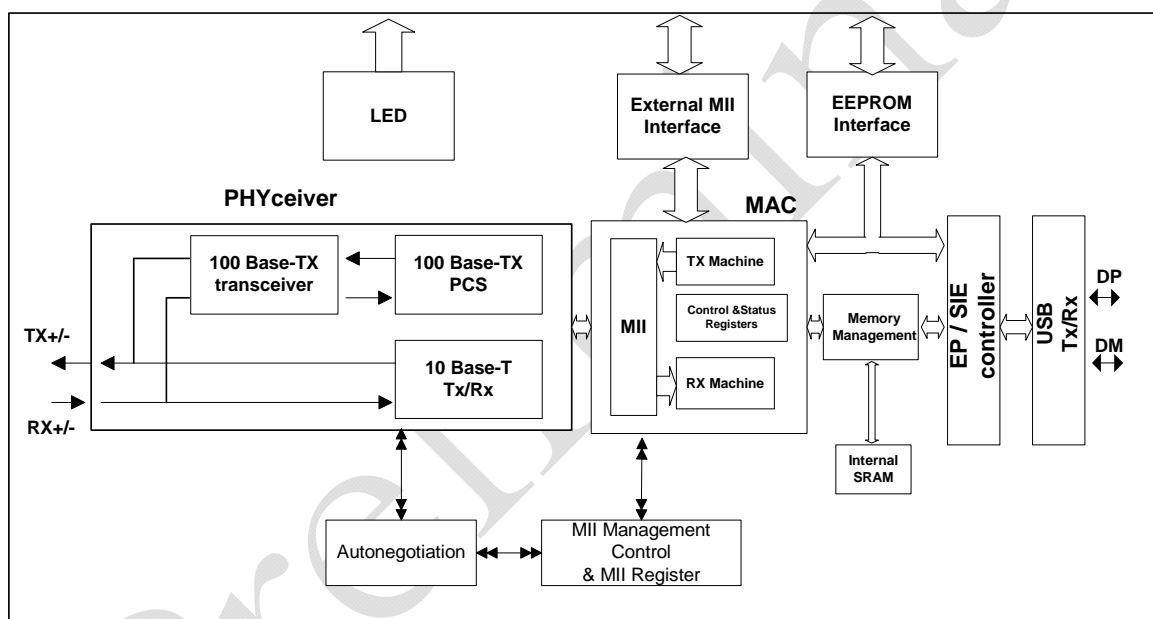 LED
External MII
Interface
EEPROM
Interface
PHYceiver
MAC
100 Base-TX
transceiver
100 Base-TX
PCS
TX+/-
RX+/-
10 Base-T
Tx/Rx
MII
TX Machine
Control &Status
Registers
RX Machine
Memory
Management
Internal
SRAM
EP / SIE
controller
USB
Tx/Rx
DP
DM
Autonegotiation
MII Management
Control
& MII Register